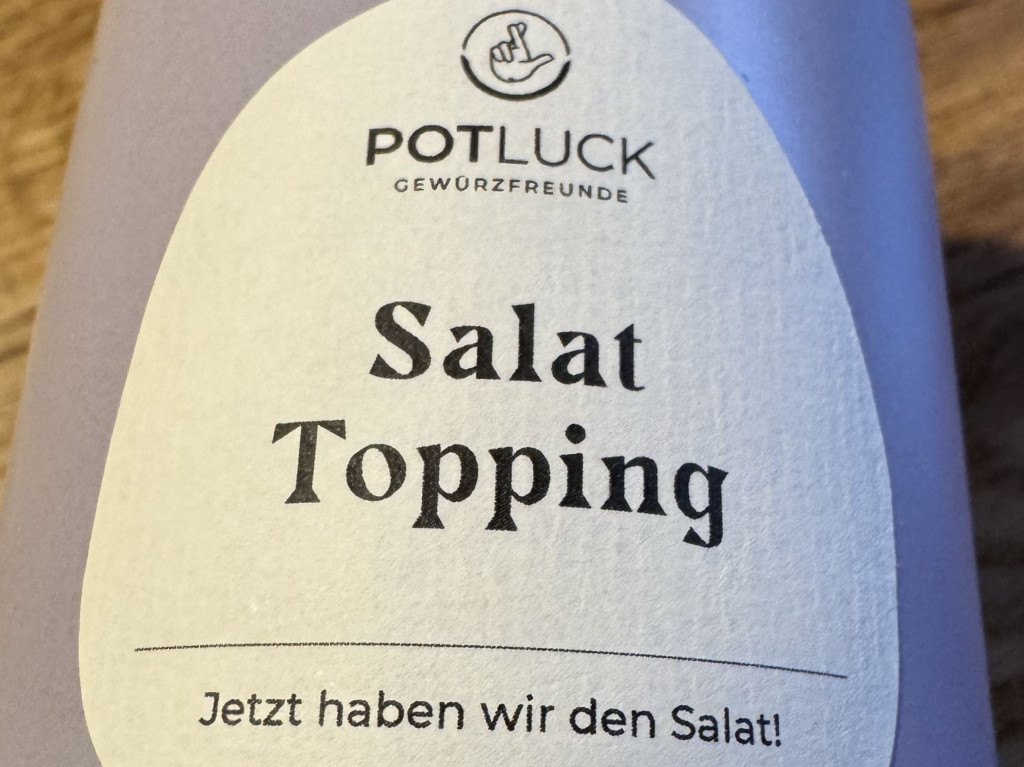 POTLUCK
GEWÜRZFREUNDE
Salat
Topping
Jetzt haben wir den Salat!